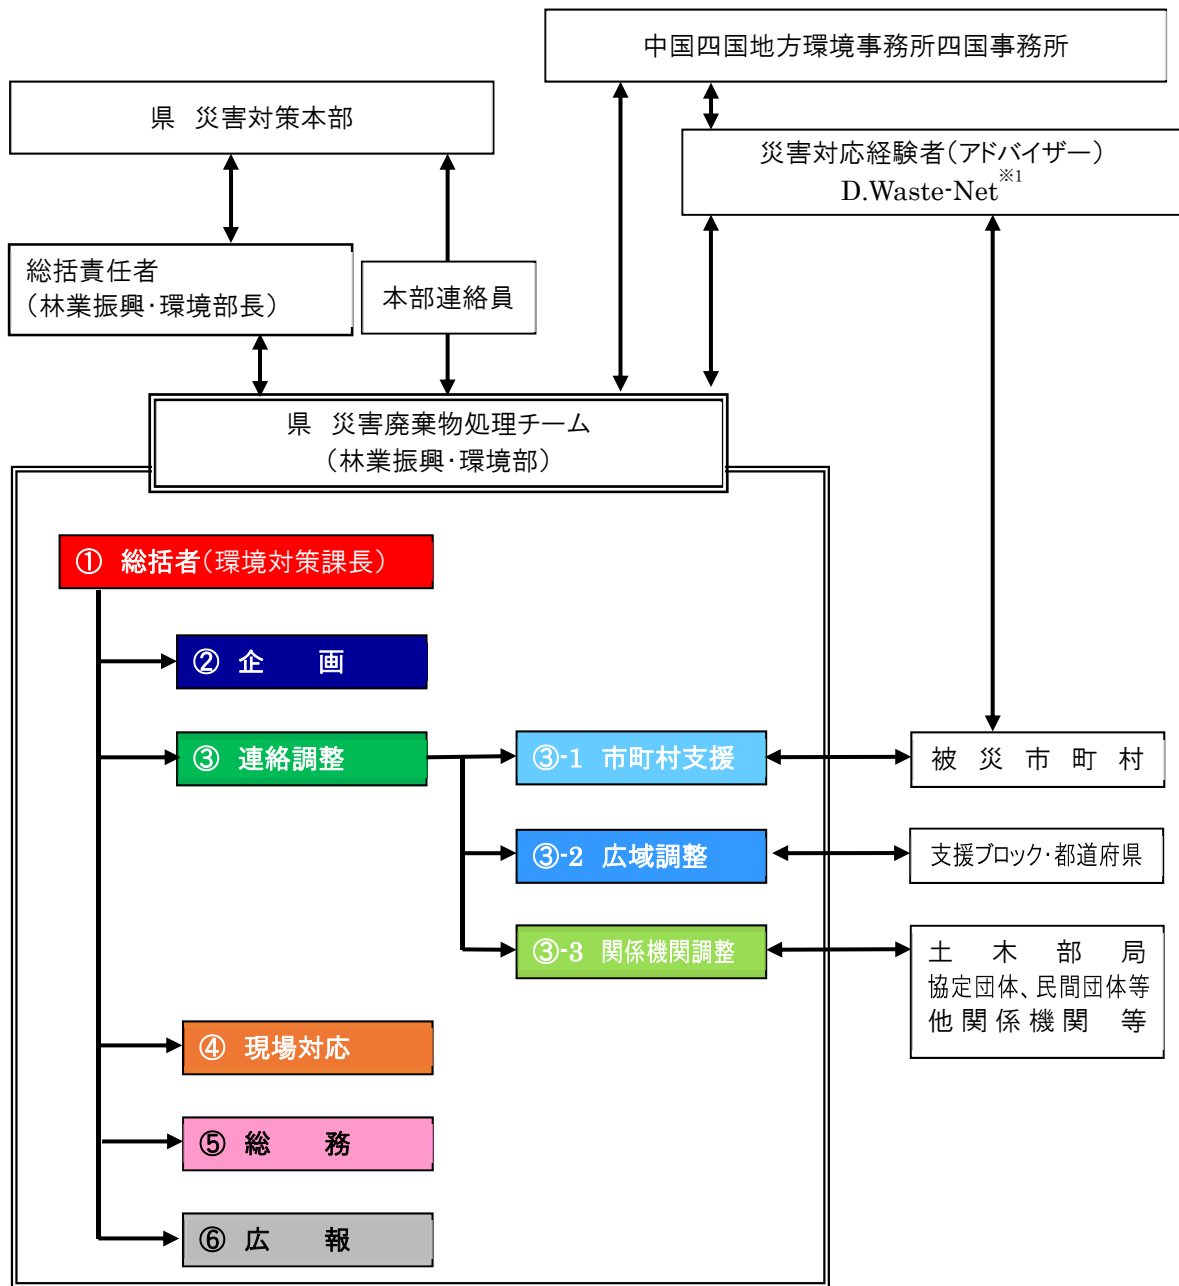 中国四国地方環境事務所四国事務所
県　災害対策本部
災害対応経験者（アドバイザー）
D.Waste-Net※1
総括責任者
（林業振興・環境部長）
本部連絡員
県　災害廃棄物処理チーム
（林業振興・環境部）
①　総括者（環境対策課長）
②　企　　画
③　連絡調整
③-1　市町村支援
被　災　市　町　村
③-2　広域調整
支援ブロック・都道府県
③-3　関係機関調整
土　木　部　局
協定団体、民間団体等
他関係機関　等
④　現場対応
⑤　総　　務
⑥　広　　報